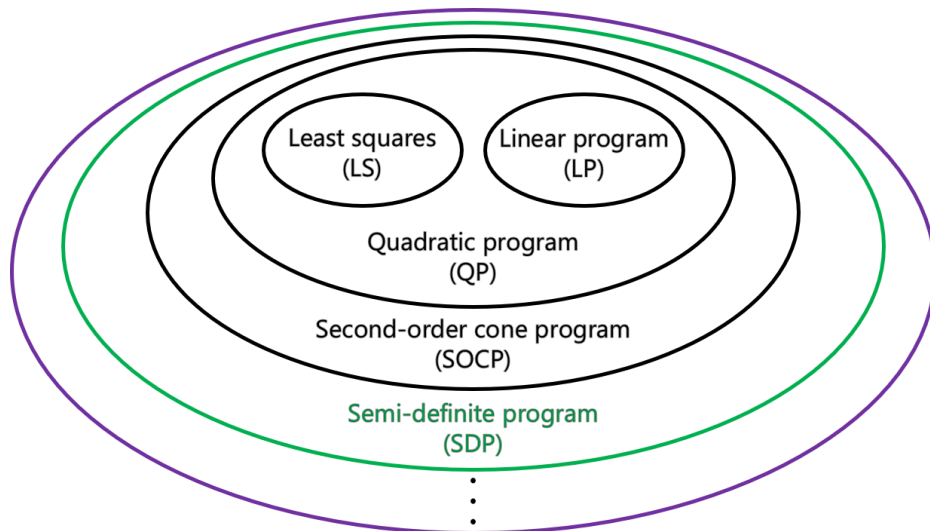 Least squares
(LS)
Linear program
(LP)
Quadratic program
(QP)
Second-order cone program
(SOCP)
Semi-definite program
(SDP)